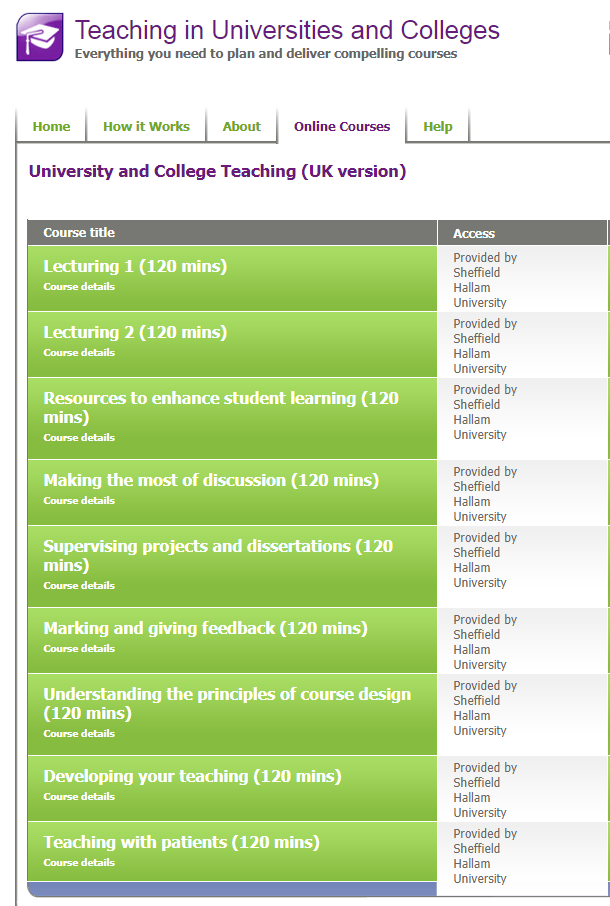 Teaching in Universities and Colleges
Everything you need to plan and deliver compelling courses
Home How it Works About Online Courses Help
University and College Teaching (UK version)
Course title Access
Lecturing 1 (120 mins)
Course details
Provided by
Sheffield
Hallam
University
Lecturing 2 (120 mins)
Course details
Provided by
Sheffield
Hallam
University
Resources to enhance student learning (120
mins)
Course details
Provided by
Sheffield
Hallam
University
Making the most of discussion (120 mins)
Course details
Provided by
Sheffield
Hallam
University
Supervising projects and dissertations (120
mins)
Course details
Provided by
Sheffield
Hallam
University
Marking and giving feedback (120 mins)
Course details
Provided by
Sheffield
Hallam
University
Understanding the principles of course design
(120 mins)
Course details
Provided by
Sheffield
Hallam
University
Developing your teaching (120 mins)
Course details
Provided by
Sheffield
Hallam
University
Teaching with patients (120 mins)
Course details
Provided by
Sheffield
Hallam
University